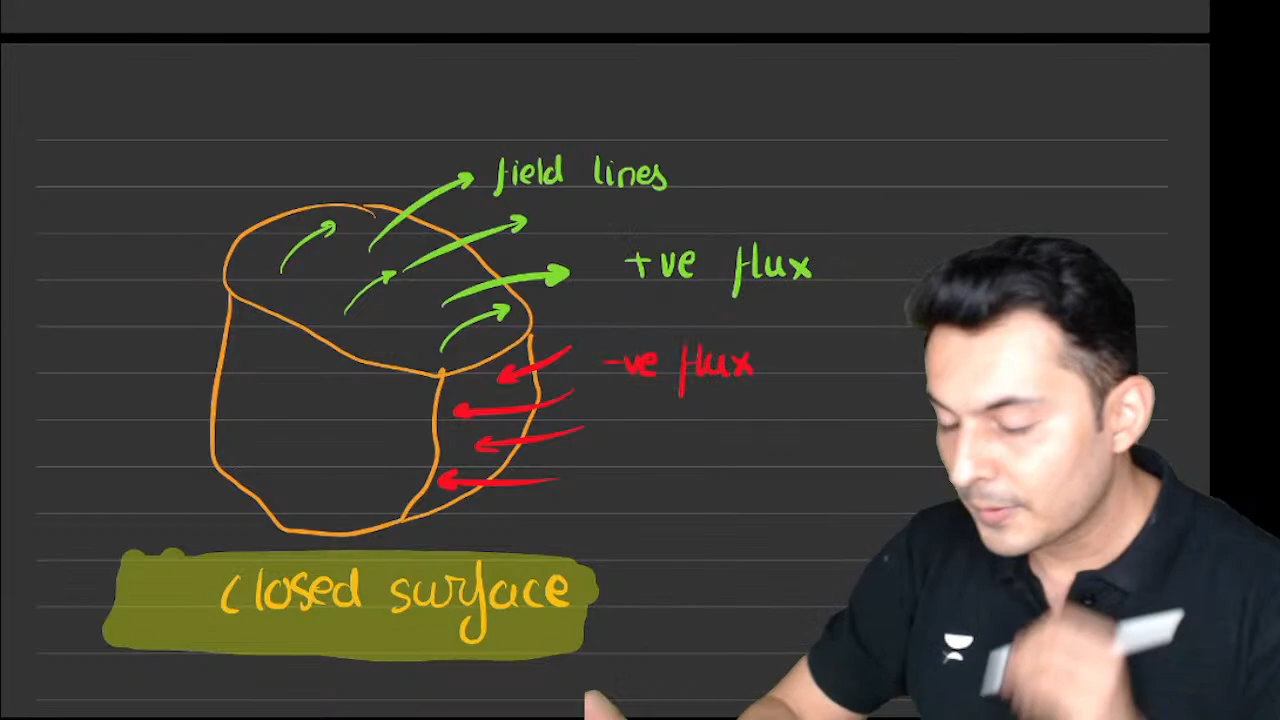 field lines
+ve flux
-ve flux
closed surface